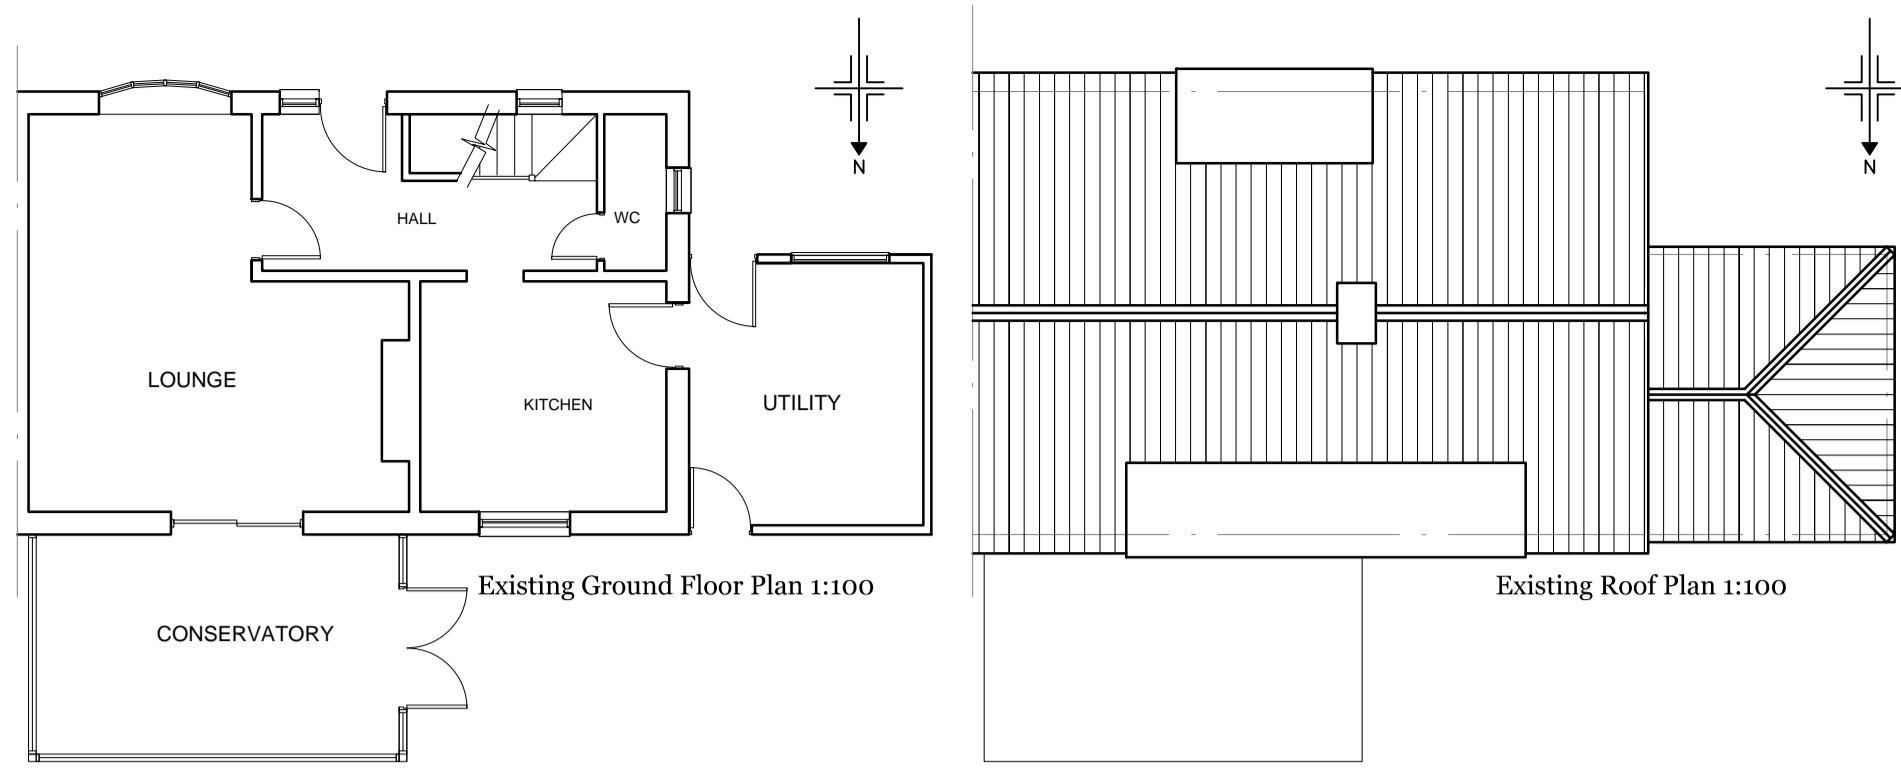 N
N
HALL
WC
LOUNGE
KITCHEN
UTILITY
Existing Ground Floor Plan 1:100
Existing Roof Plan 1:100
CONSERVATORY